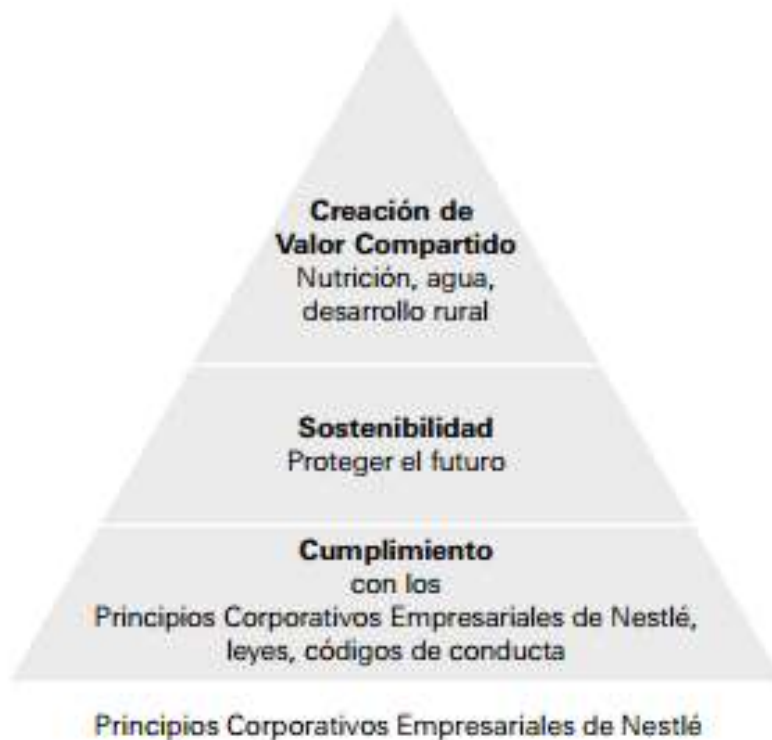 Creación de
Valor Compartido
Nutrición, agua,
desarrollo rural
Sostenibilidad
Proteger el futuro
Cumplimiento
con los
Principios Corporativos Empresariales de Nestlé,
leyes, códigos de conducta
Principios Corporativos Empresariales de Nestlé